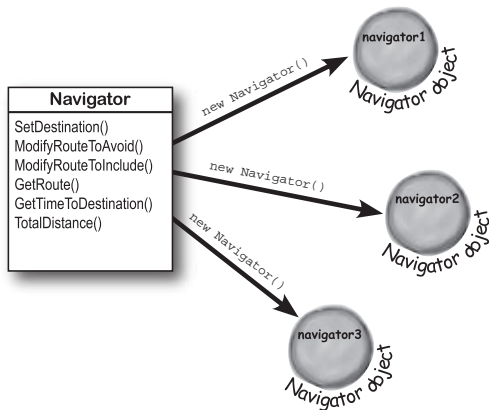 Navigator
SetDestination()
ModifyRouteToAvoid()
ModifyRouteToInclude()
GetRoute()
GetTimeToDestination()
TotalDistance()
new Navigator()
navigator1
Navigator object
new Navigator()
navigator2
Navigator object
new Navigator()
navigator3
Navigator object